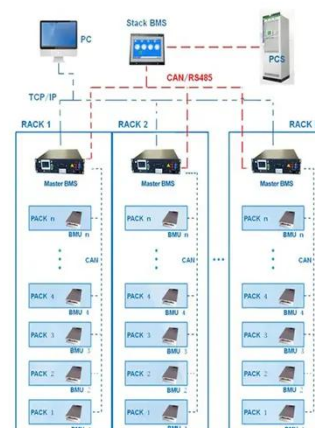 Stack BMS
PC
PCS
CAN/RS485
TCP/IP
RACK 1
RACK 2
RACK
Master BMS
Master BMS
Master BMS
PACK n
BMU n
PACK n
BMU n
PACK n
BMU n
CAN
CAN
CAN
PACK 4
BMU 4
PACK 4
BMU 4
PACK 4
BMU 4
PACK 3
BMU 3
PACK 3
BMU 3
PACK 3
BMU 3
PACK 2
BMU 2
PACK 2
BMU 2
PACK 2
BMU 2
PACK 1
PACK 1
PACK 1